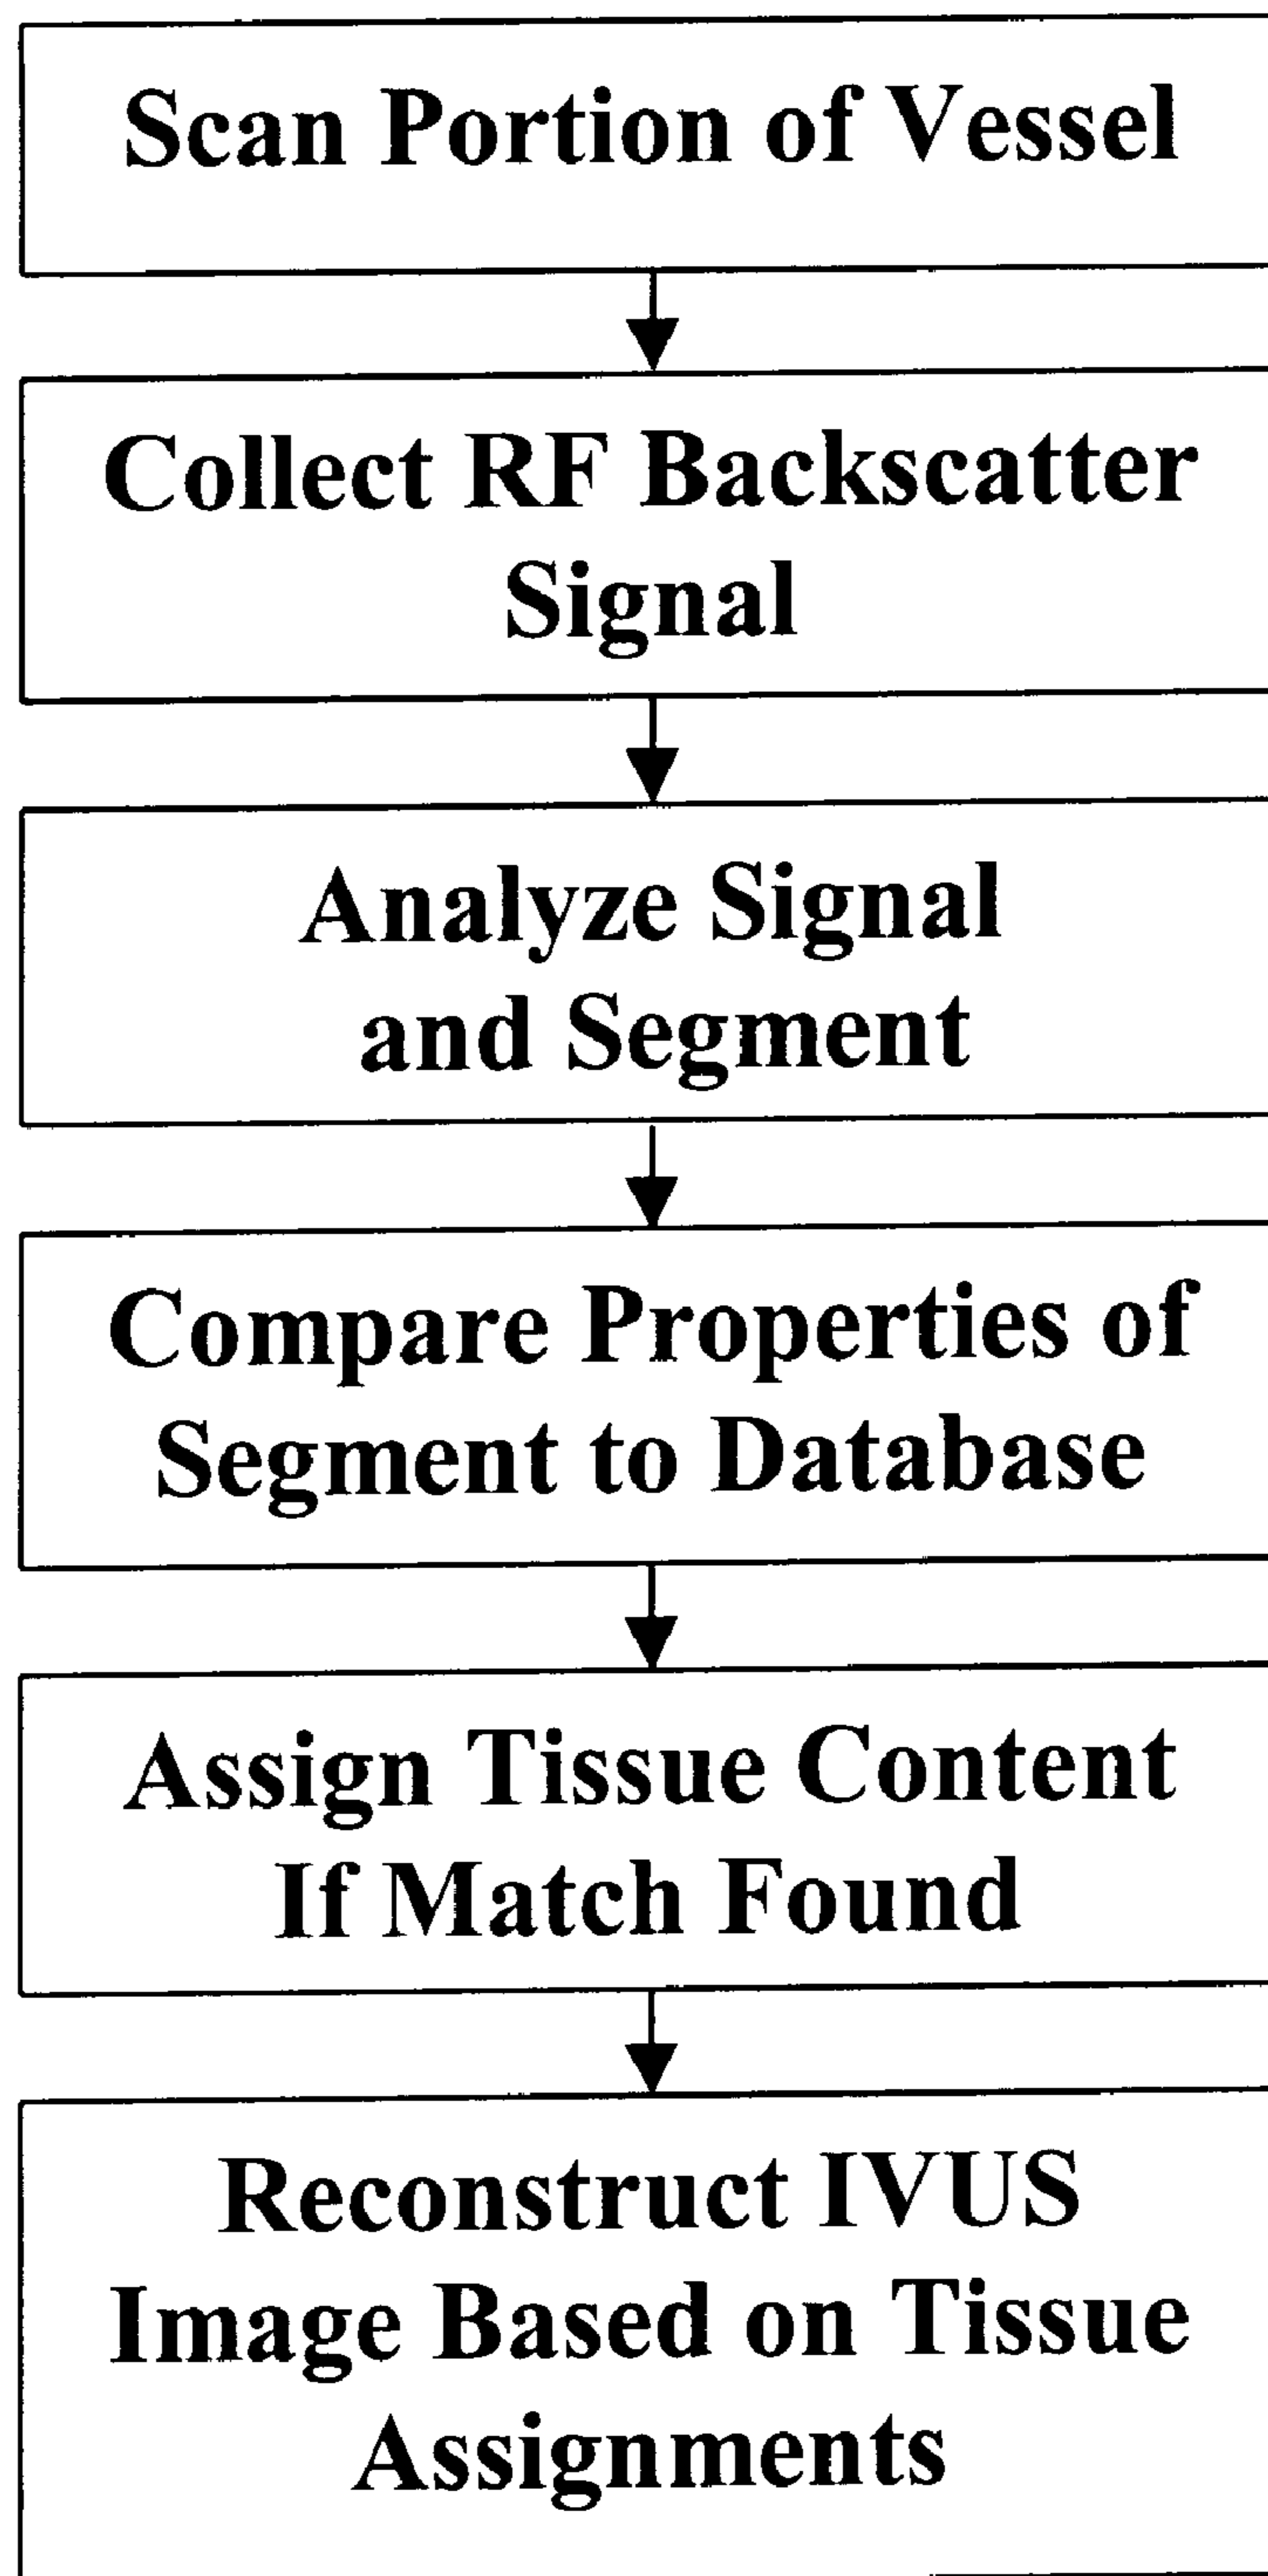 Scan Portion of Vessel
Collect RF Backscatter
Signal
Analyze Signal
and Segment
Compare Properties of
Segment to Database
Assign Tissue Content
If Match Found
Reconstruct IVUS
Image Based on Tissue
Assignments